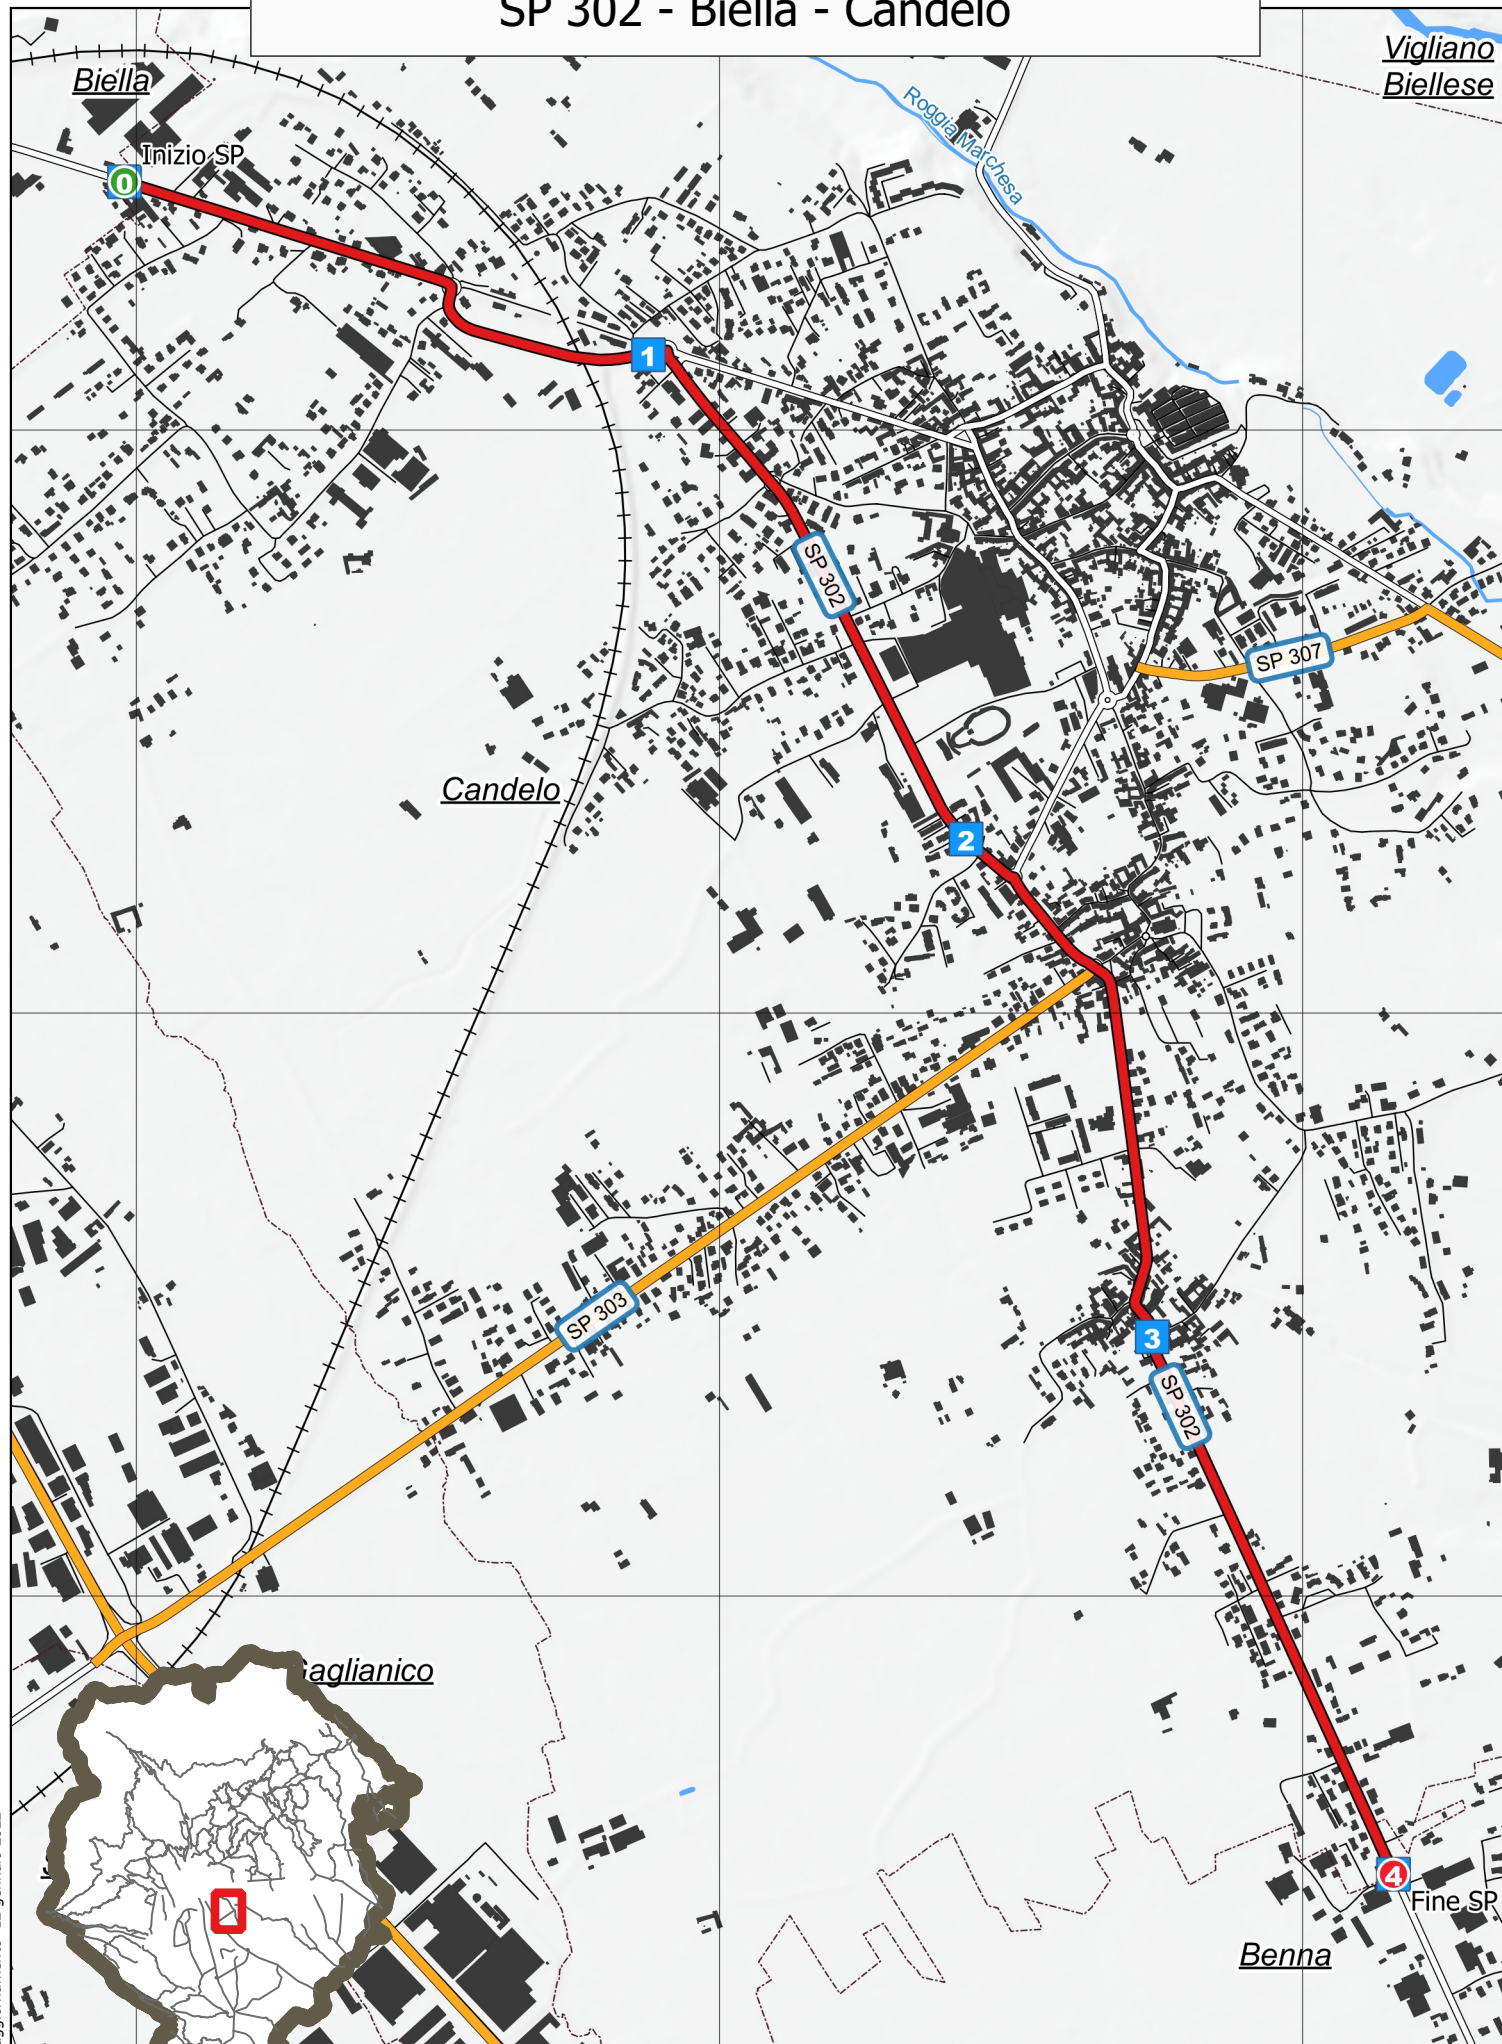 SP 302 - Biella - Candelo
Vigliano
Biellese
Biella
Roggia Marchesa
Inizio SP
0
1
SP 302
SP 307
Candelo
2
SP 303
3
SP 302
Gaglianico
4
Fine SP
Benna